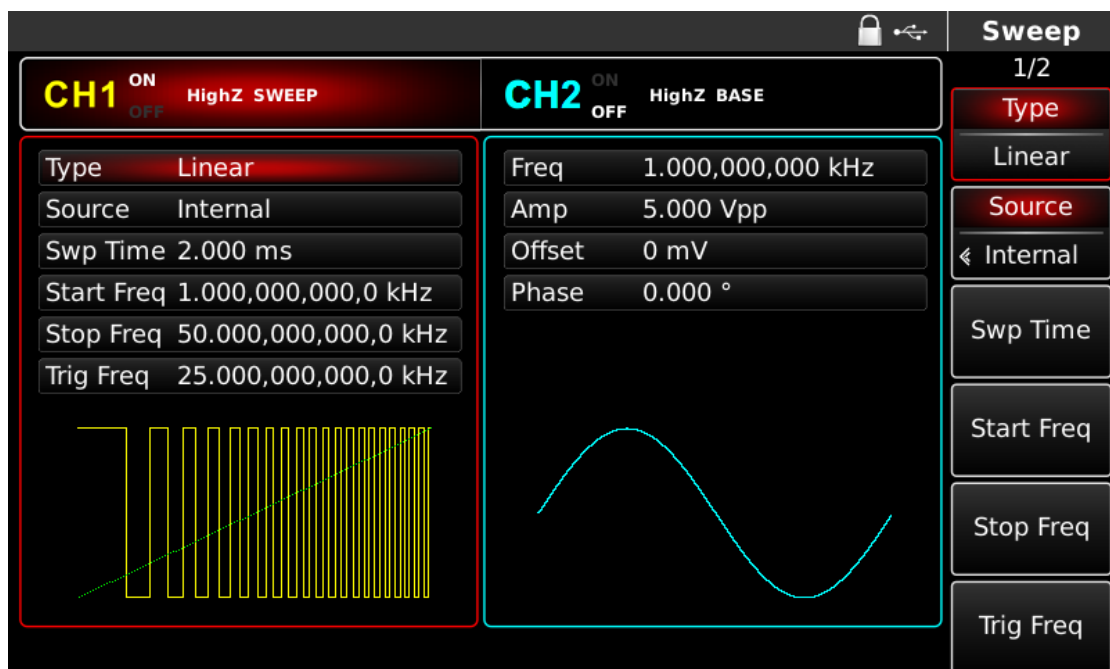 Sweep
1/2
CH1 ON OFF HighZ SWEEP
CH2 ON OFF HighZ BASE
Type Linear
Source Internal
Swp Time 2.000 ms
Start Freq 1.000,000,000,0 kHz
Stop Freq 50.000,000,000,0 kHz
Trig Freq 25.000,000,000,0 kHz
Freq 1.000,000,000 kHz
Amp 5.000 Vpp
Offset 0 mV
Phase 0.000 °
Type
Linear
Source
Internal
Swp Time
Start Freq
Stop Freq
Trig Freq